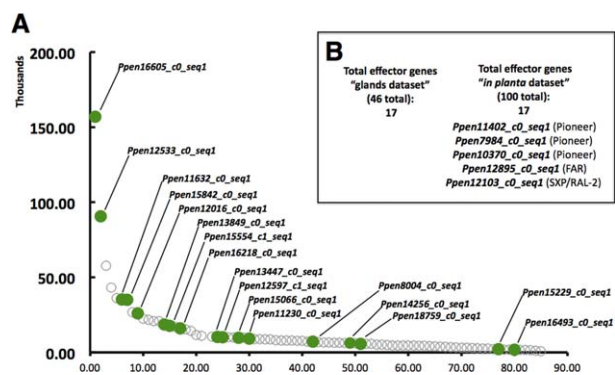 A
200.00
150.00
100.00
50.00
0.00
Thousands
0.00 10.00 20.00 30.00 40.00 50.00 60.00 70.00 80.00 90.00
Ppen16605_c0_seq1
Ppen12533_c0_seq1
Ppen11632_c0_seq1
Ppen15842_c0_seq1
Ppen12016_c0_seq1
Ppen13849_c0_seq1
Ppen15554_c1_seq1
Ppen16218_c0_seq1
Ppen13447_c0_seq1
Ppen12597_c1_seq1
Ppen15066_c0_seq1
Ppen11230_c0_seq1
Ppen8004_c0_seq1
Ppen14256_c0_seq1
Ppen18759_c0_seq1
Ppen15229_c0_seq1
Ppen16493_c0_seq1
B
Total effector genes
"glands dataset"
(46 total):
17
Total effector genes
"in planta dataset"
(100 total):
17
Ppen11402_c0_seq1 (Pioneer)
Ppen7984_c0_seq1 (Pioneer)
Ppen10370_c0_seq1 (Pioneer)
Ppen12895_c0_seq1 (FAR)
Ppen12103_c0_seq1 (SXP/RAL-2)